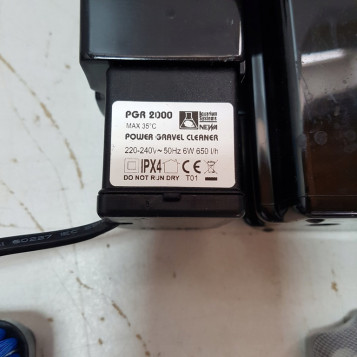 PGR 2000
MAX 35°C
Aquarium
Systems
NEWA
POWER GRAVEL CLEANER
220-240V~ 50Hz 6W 650 l/h
IPX4
CE
DO NOT RUN DRY T01